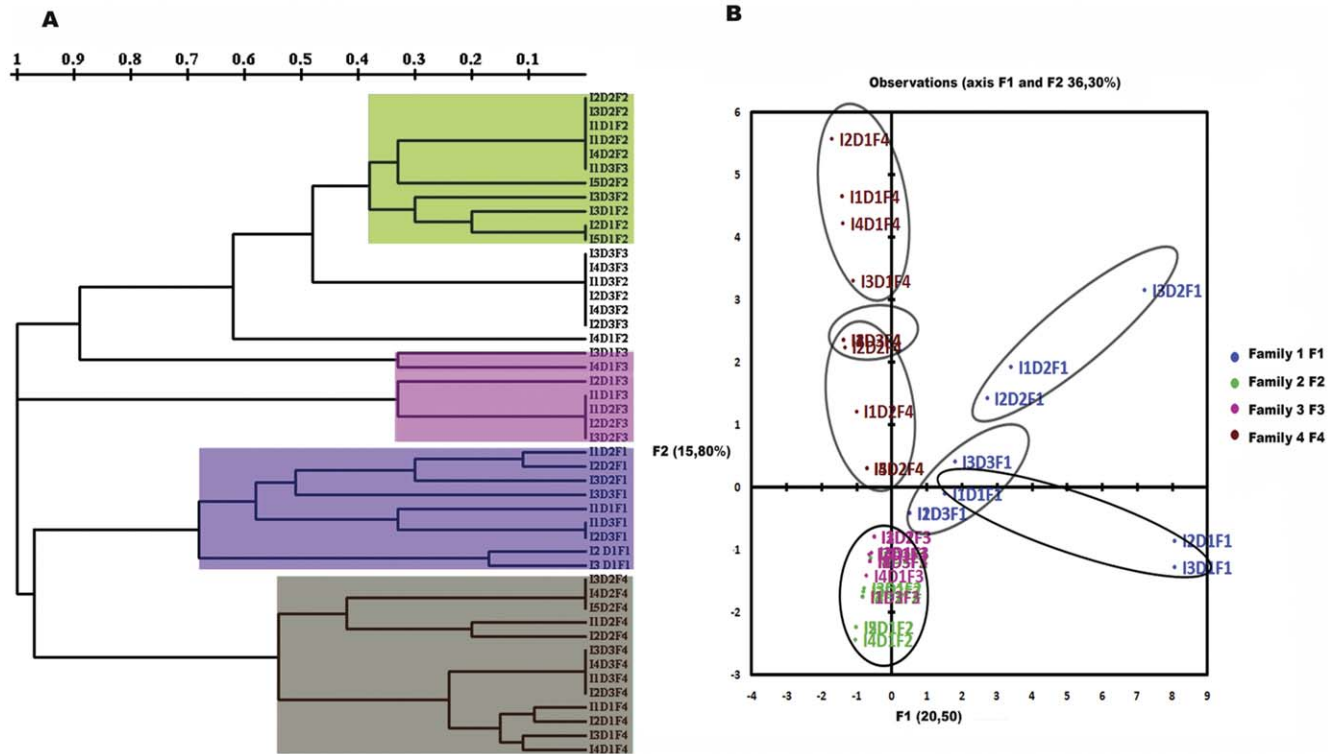 A
1 0.9 0.8 0.7 0.6 0.5 0.4 0.3 0.2 0.1
I2D2F2
I3D2F2
I1D1F2
I1D2F2
I4D2F2
I1D3F3
I5D2F2
I3D3F2
I3D1F2
I2D1F2
I5D1F2
I3D3F3
I4D3F3
I1D3F2
I2D3F2
I4D3F2
I2D3F3
I4D1F2
I3D1F3
I4D1F3
I2D1F3
I1D1F3
I1D2F3
I2D2F3
I3D2F3
I1D2F1
I2D2F1
I3D2F1
I3D3F1
I1D1F1
I1D3F1
I2D3F1
I2 D1F1
I3 D1F1
I3D2F4
I4D2F4
I5D2F4
I1D2F4
I2D2F4
I3D3F4
I4D3F4
I1D3F4
I2D3F4
I1D1F4
I2D1F4
I3D1F4
I4D1F4
B
Observations (axis F1 and F2 36,30%)
6
5
4
3
2
1
0
-1
-2
-3
F2 (15,80%)
I2D1F4
I1D1F4
I4D1F4
I3D1F4
I2D2F4
I1D2F4
I3D2F1
I1D2F1
I2D2F1
I3D3F1
I1D1F1
I2D3F1
I2D1F1
I3D1F1
I3D2F3
I4D1F3
I4D1F2
-4 -3 -2 -1 0 1 2 3 4 5 6 7 8 9
F1 (20,50)
Family 1 F1
Family 2 F2
Family 3 F3
Family 4 F4